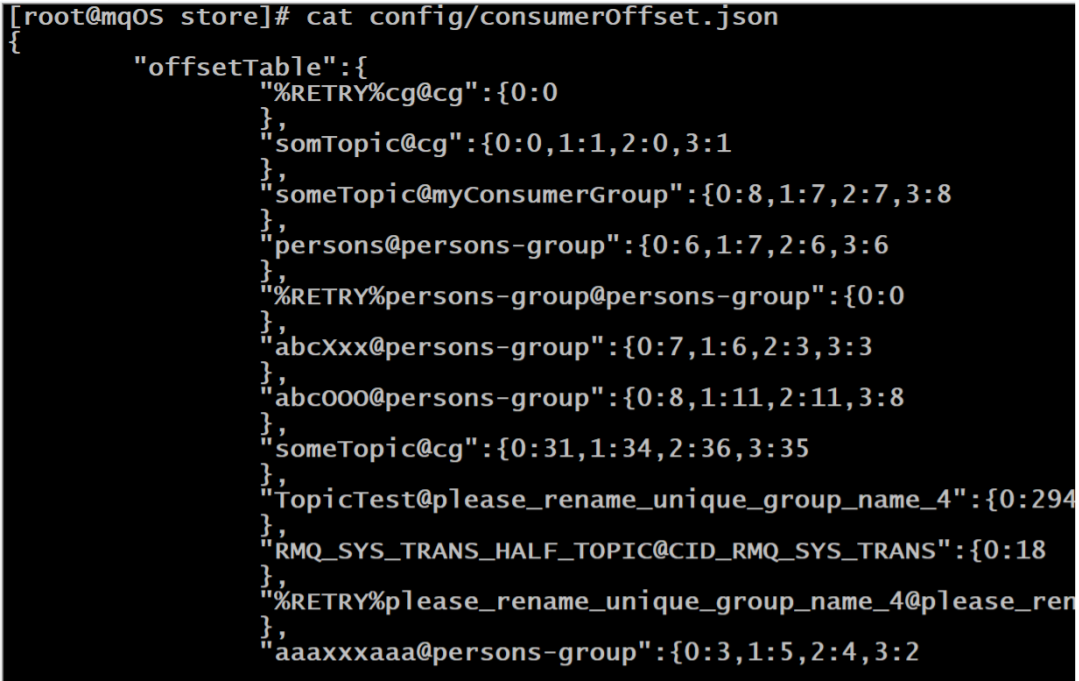 [root@mqOS store]# cat config/consumerOffset.json
{
"offsetTable":{
"%RETRY%cg@cg":{0:0
},
"somTopic@cg":{0:0,1:1,2:0,3:1
},
"someTopic@myConsumerGroup":{0:8,1:7,2:7,3:8
},
"persons@persons-group":{0:6,1:7,2:6,3:6
},
"%RETRY%persons-group@persons-group":{0:0
},
"abcXxx@persons-group":{0:7,1:6,2:3,3:3
},
"abcOOO@persons-group":{0:8,1:11,2:11,3:8
},
"someTopic@cg":{0:31,1:34,2:36,3:35
},
"TopicTest@please_rename_unique_group_name_4":{0:294
},
"RMQ_SYS_TRANS_HALF_TOPIC@CID_RMQ_SYS_TRANS":{0:18
},
"%RETRY%please_rename_unique_group_name_4@please_ren
},
"aaaxxxaaa@persons-group":{0:3,1:5,2:4,3:2